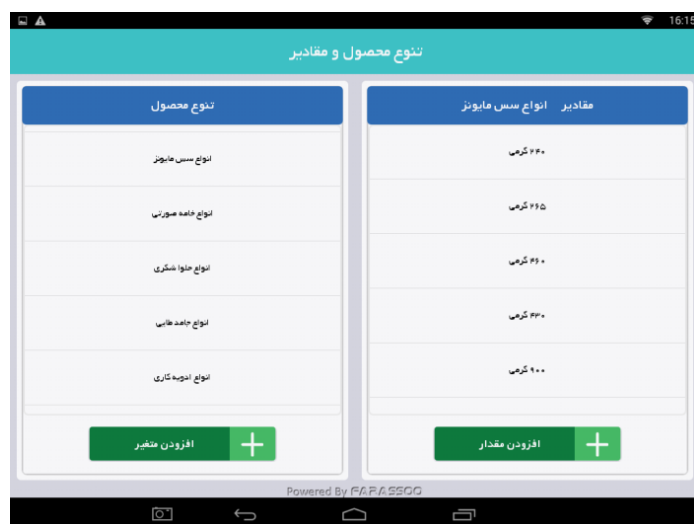 16:15
تنوع محصول و مقادیر
مقادیر انواع سس مایونز
۲۴۰ گرمی
۲۶۵ گرمی
۴۶۰ گرمی
۴۳۰ گرمی
۹۰۰ گرمی
افزودن مقدار
تنوع محصول
انواع سس مایونز
انواع خامه صورتی
انواع حلوا شکری
انواع جامد طلایی
انواع ادویه کاری
افزودن متغیر
Powered By FARASSOO